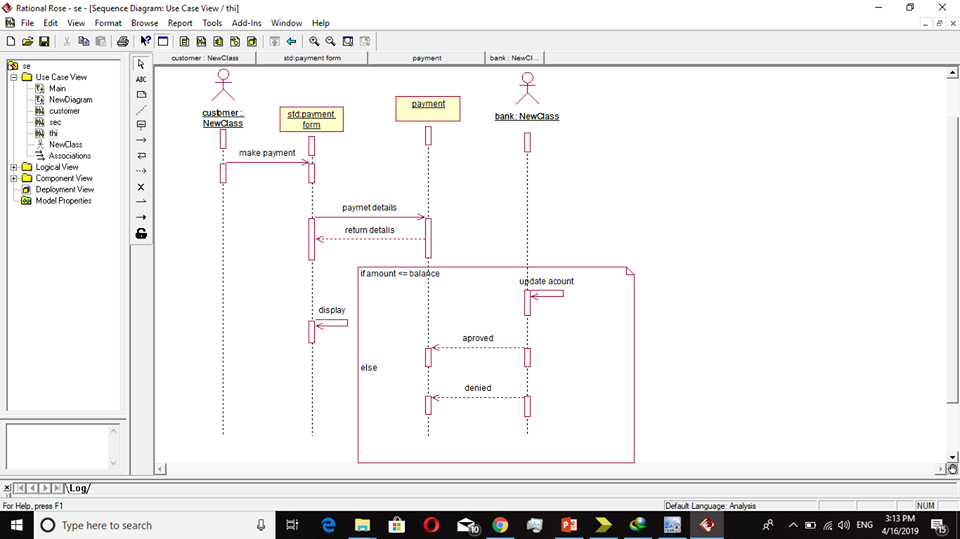 Rational Rose - se - [Sequence Diagram: Use Case View / thi]
File Edit View Format Browse Report Tools Add-Ins Window Help
customer : NewClass std:payment form payment bank : NewCl...
se
Use Case View
Main
NewDiagram
customer
sec
thi
NewClass
Associations
Logical View
Component View
Deployment View
Model Properties
ABC
customer :
NewClass
std:payment
form
payment
bank: NewClass
make payment
paymet details
return detalis
if amount <= balance
update acount
display
aproved
else
denied
Log
For Help, press F1
Default Language: Analysis
NUM
Type here to search
10
ENG
3:13 PM
4/16/2019
15